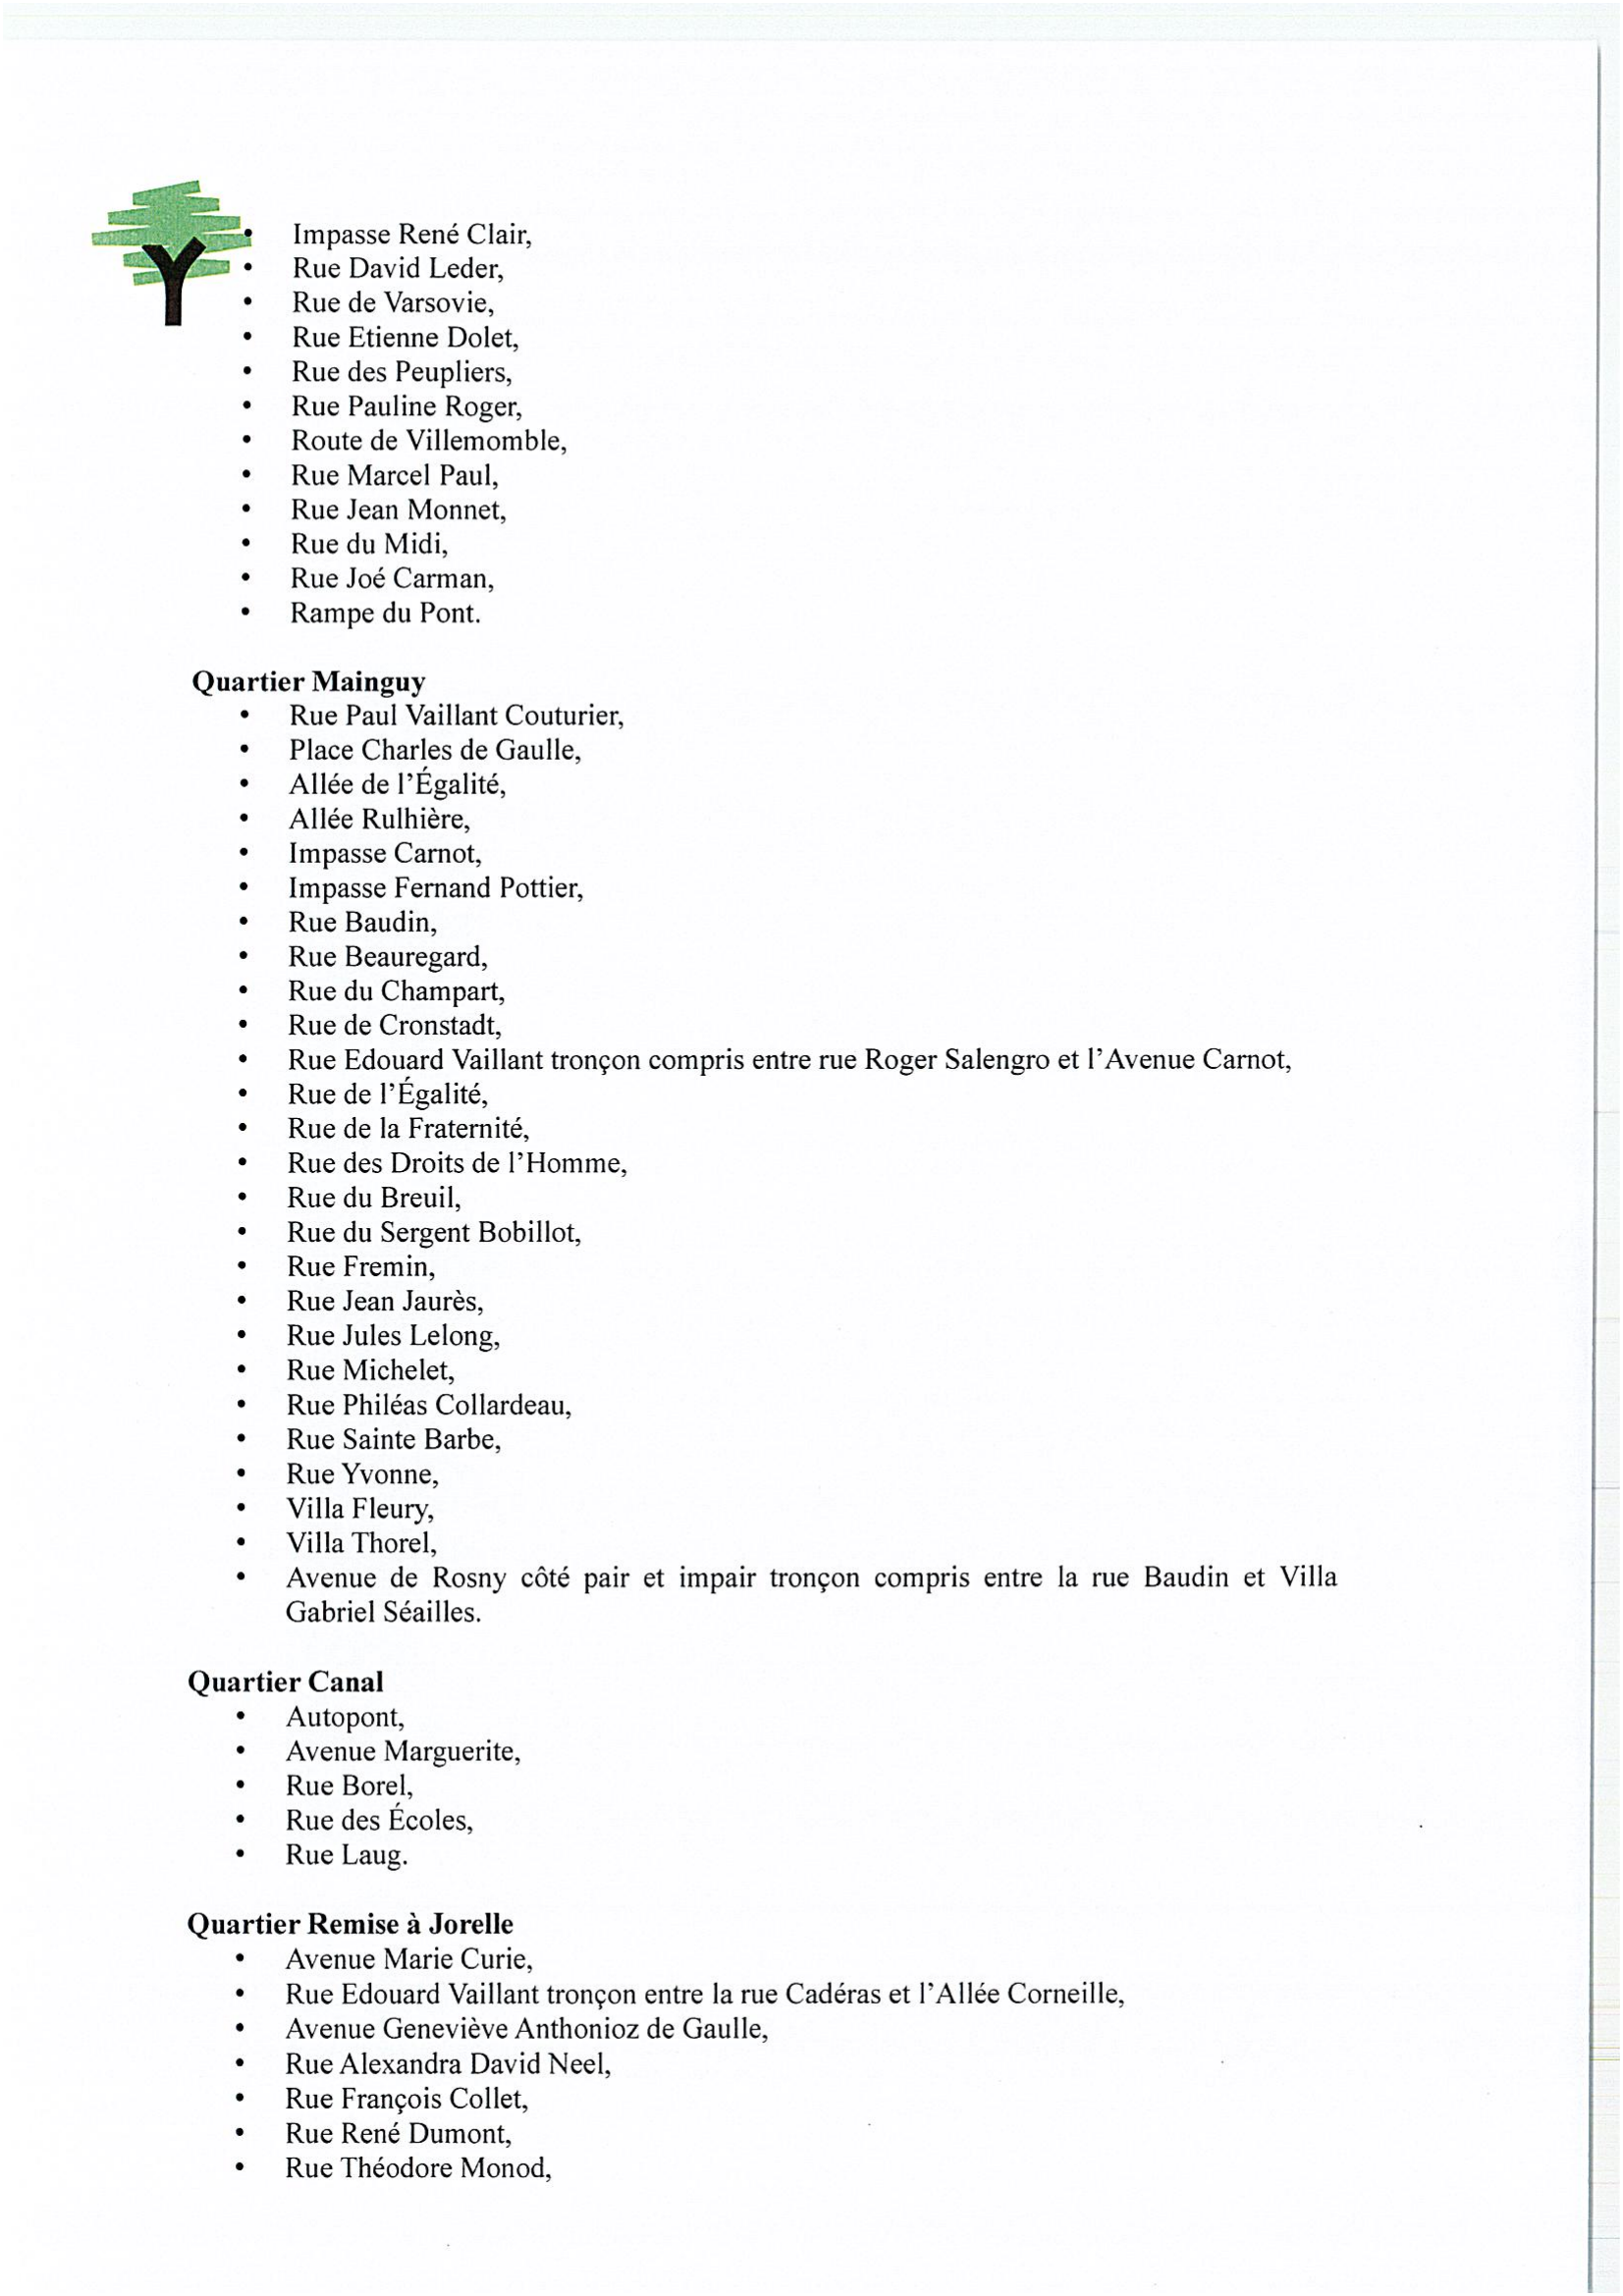 • Impasse René Clair,
• Rue David Leder,
• Rue de Varsovie,
• Rue Etienne Dolet,
• Rue des Peupliers,
• Rue Pauline Roger,
• Route de Villemomble,
• Rue Marcel Paul,
• Rue Jean Monnet,
• Rue du Midi,
• Rue Joé Carman,
• Rampe du Pont.
Quartier Mainguy
• Rue Paul Vaillant Couturier,
• Place Charles de Gaulle,
• Allée de l’Égalité,
• Allée Rulhière,
• Impasse Carnot,
• Impasse Fernand Pottier,
• Rue Baudin,
• Rue Beauregard,
• Rue du Champart,
• Rue de Cronstadt,
• Rue Edouard Vaillant tronçon compris entre rue Roger Salengro et l’Avenue Carnot,
• Rue de l’Égalité,
• Rue de la Fraternité,
• Rue des Droits de l’Homme,
• Rue du Breuil,
• Rue du Sergent Bobillot,
• Rue Fremin,
• Rue Jean Jaurès,
• Rue Jules Lelong,
• Rue Michelet,
• Rue Philéas Collardeau,
• Rue Sainte Barbe,
• Rue Yvonne,
• Villa Fleury,
• Villa Thorel,
• Avenue de Rosny côté pair et impair tronçon compris entre la rue Baudin et Villa
Gabriel Séailles.
Quartier Canal
• Autopont,
• Avenue Marguerite,
• Rue Borel,
• Rue des Écoles,
• Rue Laug.
Quartier Remise à Jorelle
• Avenue Marie Curie,
• Rue Edouard Vaillant tronçon entre la rue Cadéras et l’Allée Corneille,
• Avenue Geneviève Anthonioz de Gaulle,
• Rue Alexandra David Neel,
• Rue François Collet,
• Rue René Dumont,
• Rue Théodore Monod,